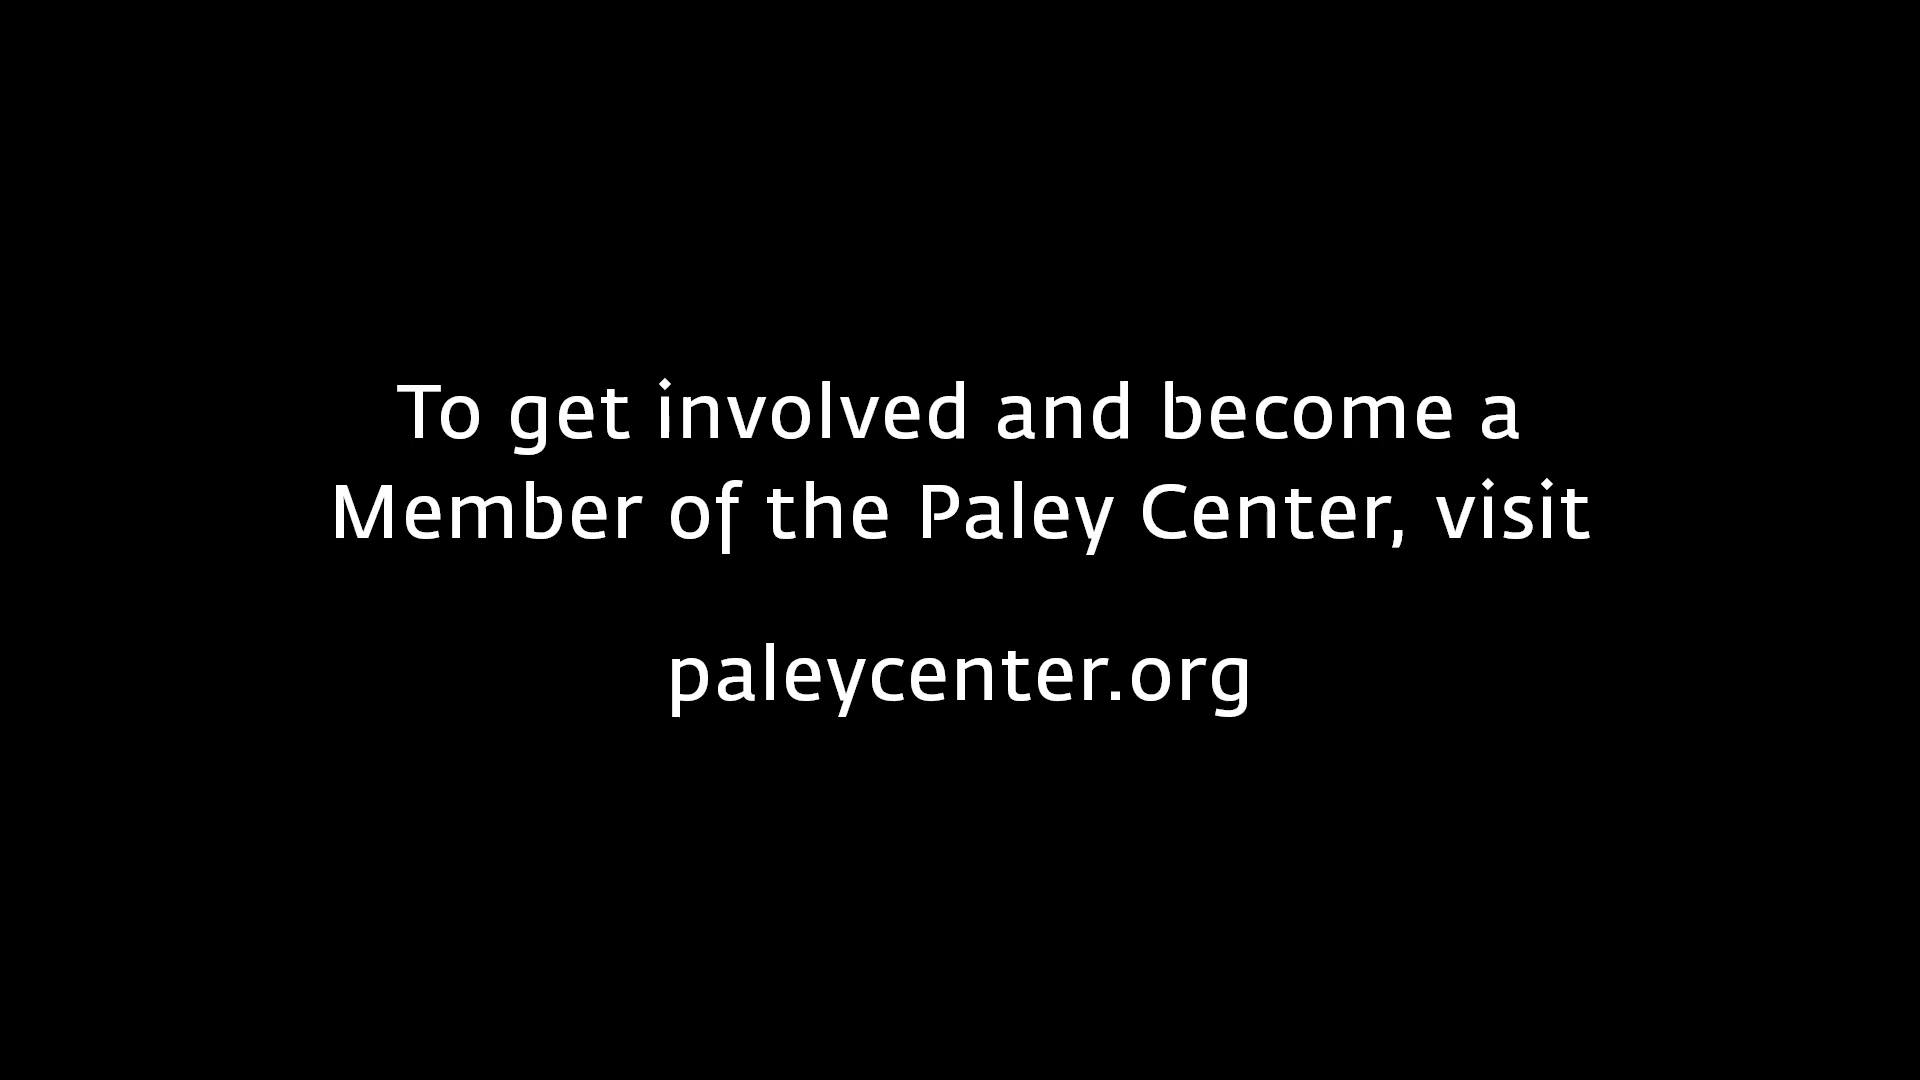 To get involved and become a
Member of the Paley Center, visit
paleycenter.org